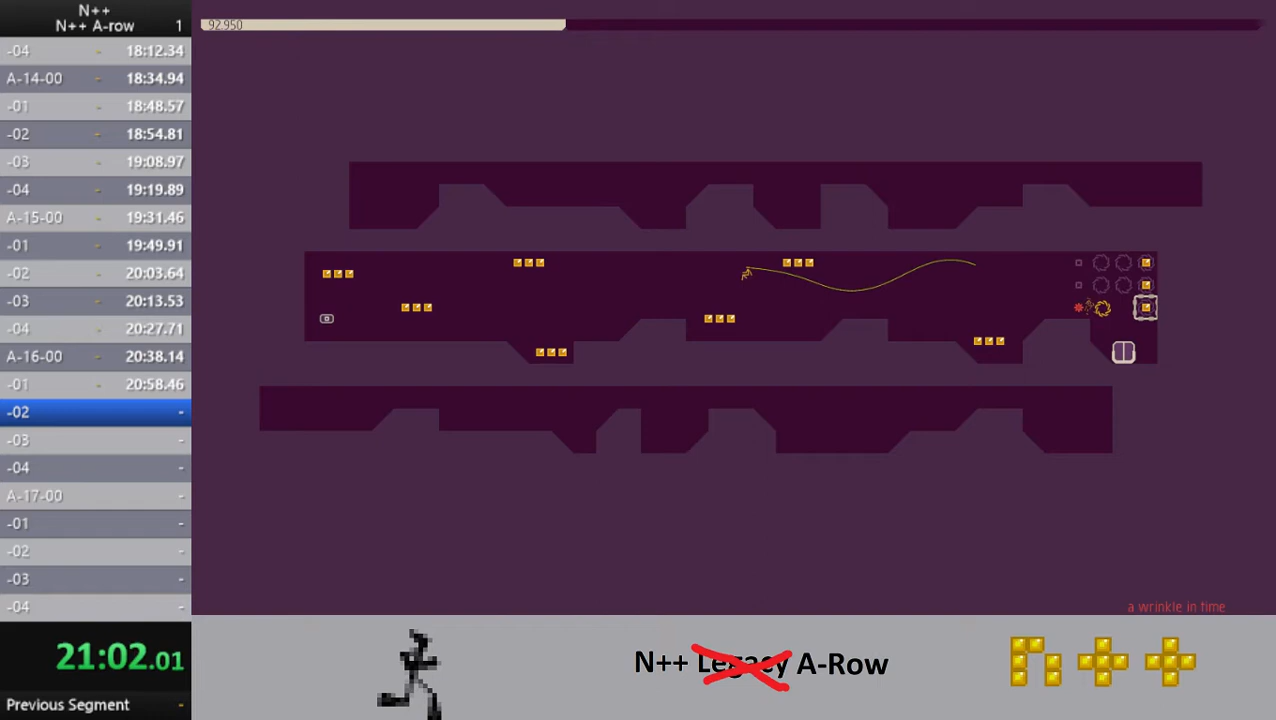 N++
N++ A-row 1
92.950
-04 - 18:12.34
A-14-00 - 18:34.94
-01 - 18:48.57
-02 - 18:54.81
-03 - 19:08.97
-04 - 19:19.89
A-15-00 - 19:31.46
-01 - 19:49.91
-02 - 20:03.64
-03 - 20:13.53
-04 - 20:27.71
A-16-00 - 20:38.14
-01 - 20:58.46
-02 -
-03 -
-04 -
A-17-00 -
-01 -
-02 -
-03 -
-04 -
a wrinkle in time
21:02.01
N++ Legacy A-Row
n++
Previous Segment -